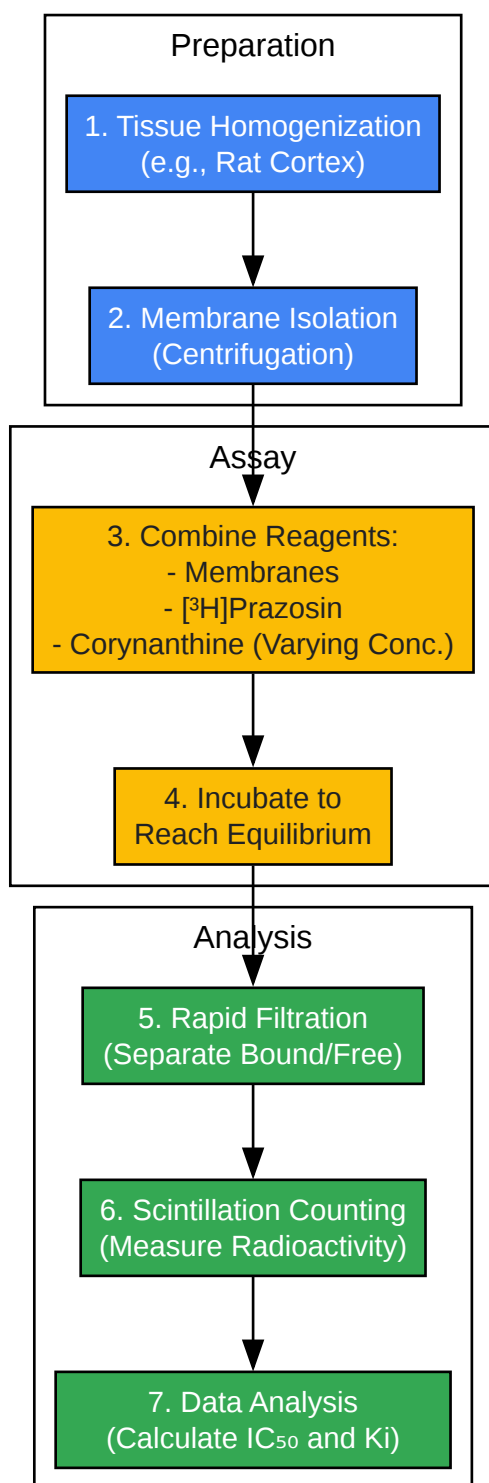 Preparation
1. Tissue Homogenization
(e.g., Rat Cortex)
2. Membrane Isolation
(Centrifugation)
Assay
3. Combine Reagents:
- Membranes
- [³H]Prazosin
- Corynanthine (Varying Conc.)
4. Incubate to
Reach Equilibrium
Analysis
5. Rapid Filtration
(Separate Bound/Free)
6. Scintillation Counting
(Measure Radioactivity)
7. Data Analysis
(Calculate IC₅₀ and Ki)